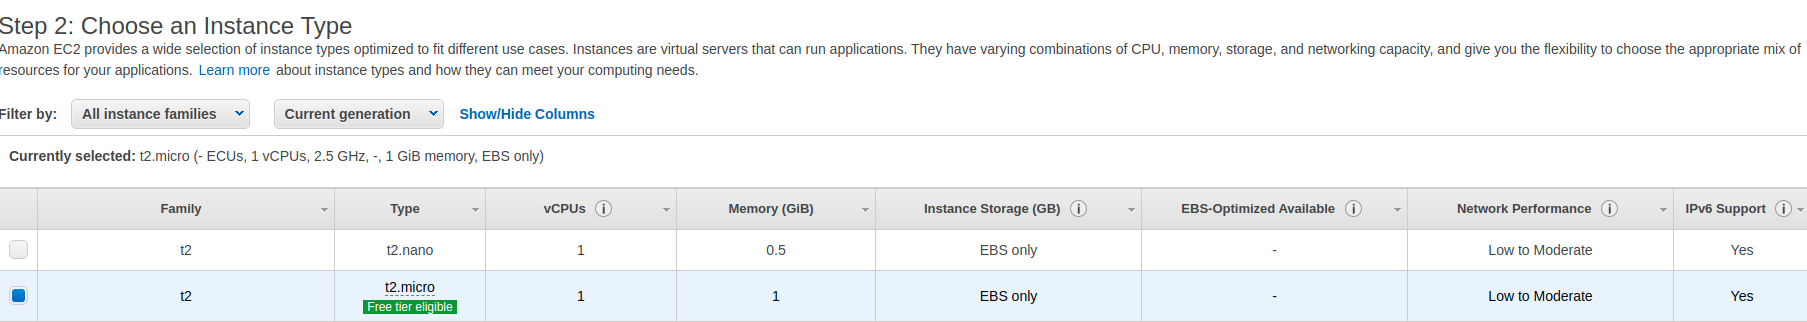 Step 2: Choose an Instance Type
Amazon EC2 provides a wide selection of instance types optimized to fit different use cases. Instances are virtual servers that can run applications. They have varying combinations of CPU, memory, storage, and networking capacity, and give you the flexibility to choose the appropriate mix of
resources for your applications. Learn more about instance types and how they can meet your computing needs.
Filter by: All instance families Current generation Show/Hide Columns
Currently selected: t2.micro (- ECUs, 1 vCPUs, 2.5 GHz, -, 1 GiB memory, EBS only)
Family Type vCPUs i Memory (GiB) Instance Storage (GB) i EBS-Optimized Available i Network Performance i IPv6 Support i
t2 t2.nano 1 0.5 EBS only - Low to Moderate Yes
t2 t2.micro 1 1 EBS only - Low to Moderate Yes
Free tier eligible